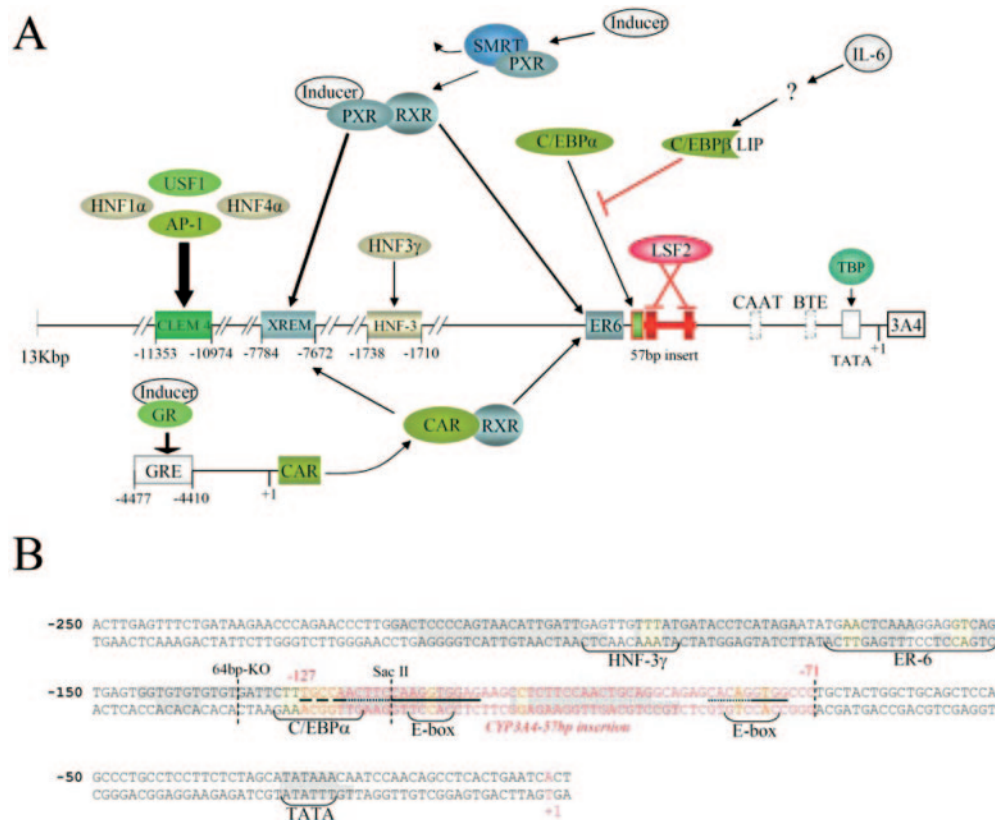 A
Inducer
SMRT
PXR
IL-6
Inducer
PXR
RXR
?
C/EBPα
C/EBPβ LIP
USF1
HNF1α
HNF4α
AP-1
HNF3γ
LSF2
TBP
CAAT
BTE
CLEM 4
XREM
HNF-3
ER6
3A4
13Kbp
-11353
-10974
-7784
-7672
-1738
-1710
57bp insert
TATA
+1
Inducer
GR
CAR
RXR
GRE
CAR
-4477
-4410
+1
B
-250 ACTTGAGTTTCTGATAAGAACCCAGAACCCTTGGACTCCCCAGTAACATTGATTGAGTTGTTTATGATACCTCATAGAATATGAACTCAAAGGAGGTCAG
TGAACTCAAAGACTATTCTTGGGTCTTGGGAACCTGAGGGGTCATTGTAACTAACTCAACAAATACTATGGAGTATCTTATACTTGAGTTTCCTCCAGTC
HNF-3γ
ER-6
64bp-KO
-127
Sac II
-71
-150
C/EBPα
E-box
CYP3A4-57bp insertion
E-box
-50 GCCCTGCCTCCTTCTCTAGCATATAAACAATCCAACAGCCTCACTGAATCACT
CGGGACGGAGGAAGAGATCGTATATTTGTTAGGTTGTCGGAGTGACTTAGTGA
TATA
+1